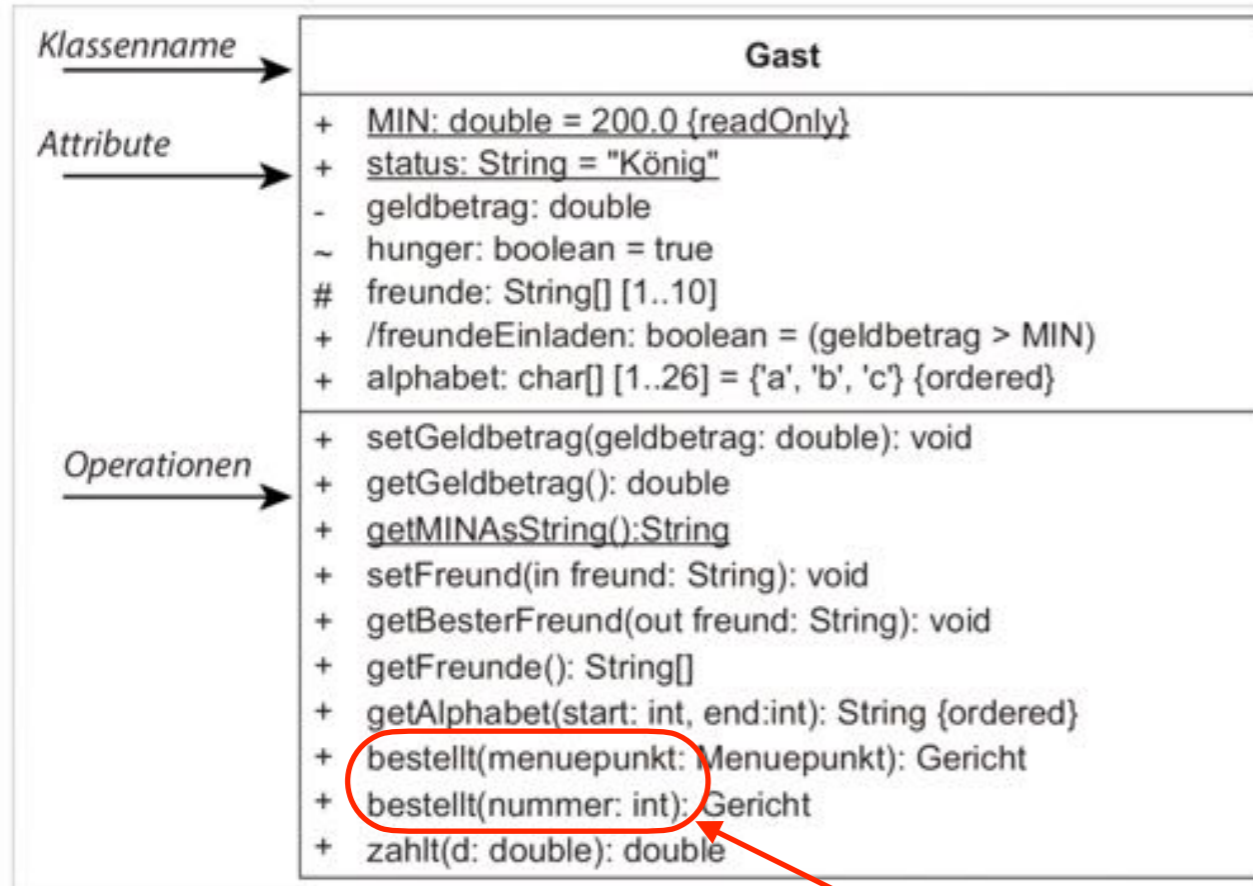 Klassenname
Gast
Attribute
+ MIN: double = 200.0 {readOnly}
+ status: String = "König"
- geldbetrag: double
~ hunger: boolean = true
# freunde: String[] [1..10]
+ /freundeEinladen: boolean = (geldbetrag > MIN)
+ alphabet: char[] [1..26] = {'a', 'b', 'c'} {ordered}
Operationen
+ setGeldbetrag(geldbetrag: double): void
+ getGeldbetrag(): double
+ getMINAsString():String
+ setFreund(in freund: String): void
+ getBesterFreund(out freund: String): void
+ getFreunde(): String[]
+ getAlphabet(start: int, end:int): String {ordered}
+ bestellt(menuepunkt: Menuepunkt): Gericht
+ bestellt(nummer: int): Gericht
+ zahlt(d: double): double